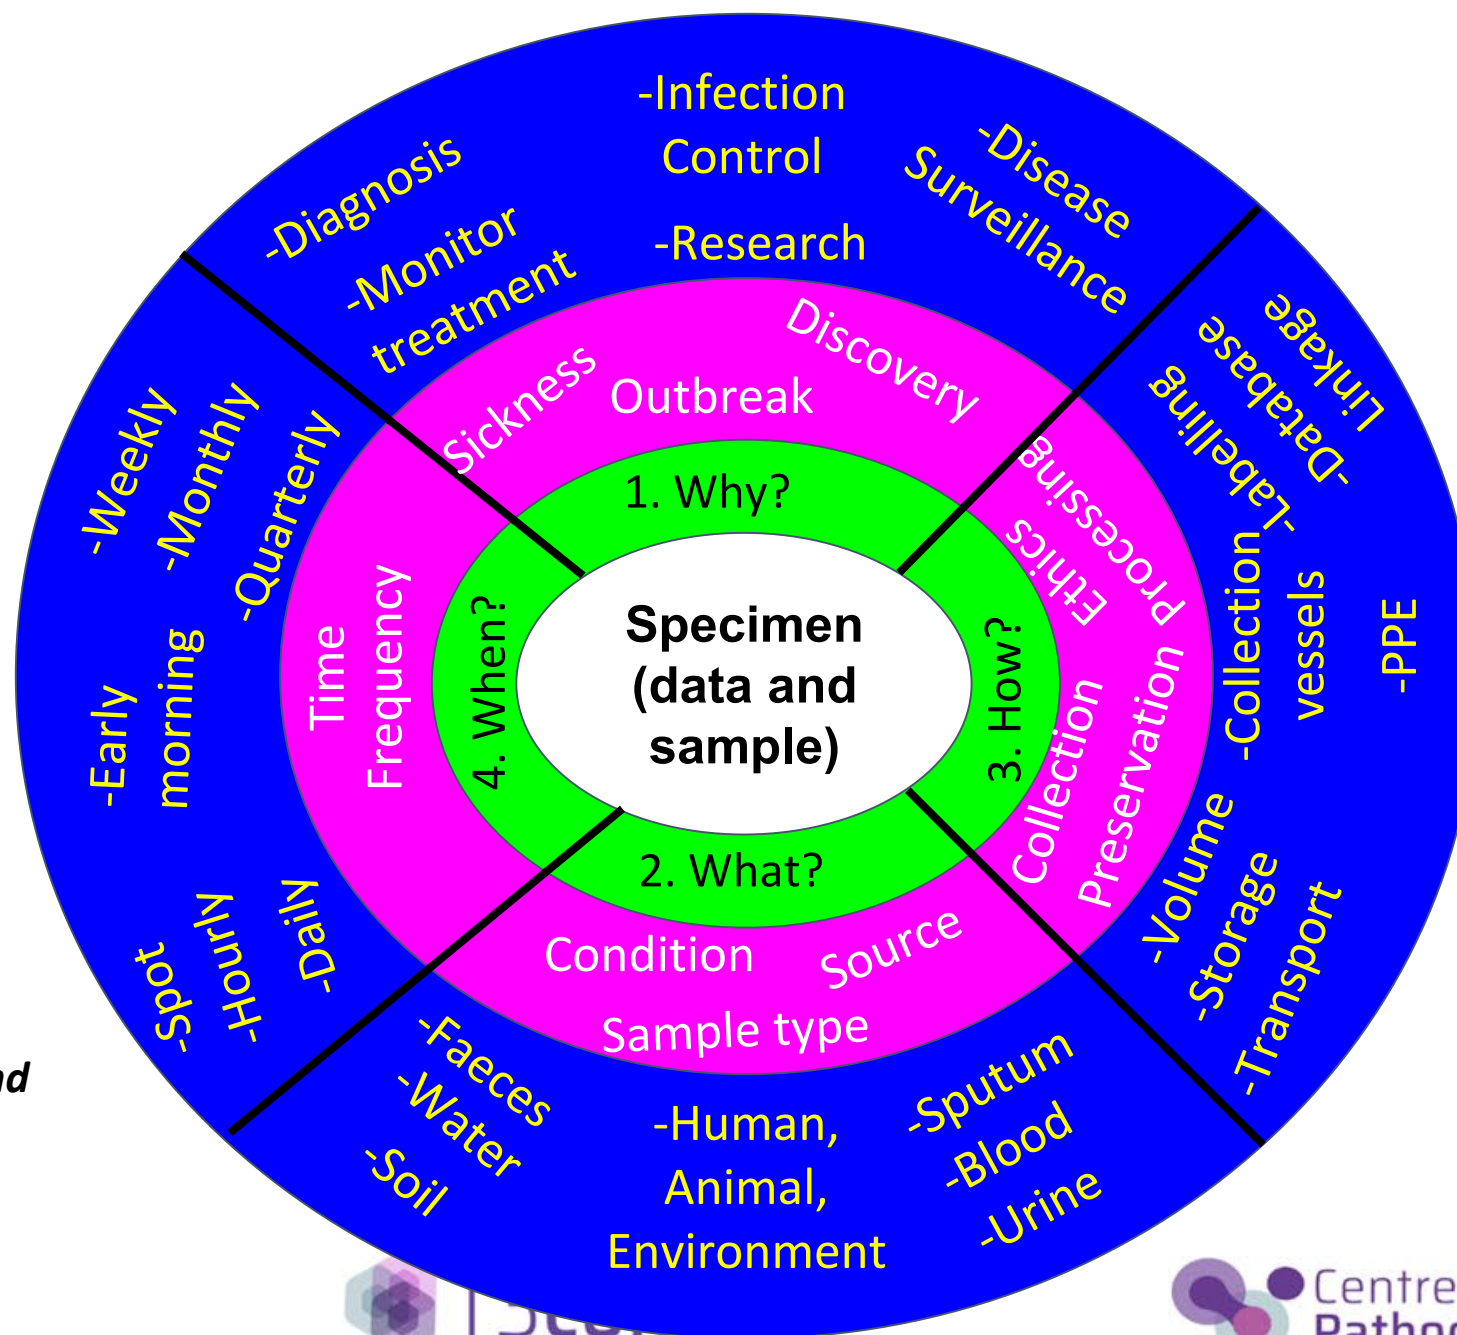 -Infection
Control
-Disease
Surveillance
-Diagnosis
-Monitor
treatment
-Research
Sickness
Outbreak
Discovery
1. Why?
Linkage
-Database
-Labelling
-Collection
vessels
-PPE
-Volume
-Storage
-Transport
Processing
Ethics
Collection
Preservation
3. How?
Specimen
(data and
sample)
2. What?
Condition
Source
Sample type
-Faeces
-Water
-Soil
-Human,
Animal,
Environment
-Sputum
-Blood
-Urine
4. When?
Time
Frequency
-Weekly
-Monthly
-Quarterly
-Early
morning
-Daily
-Hourly
-Spot
Centre